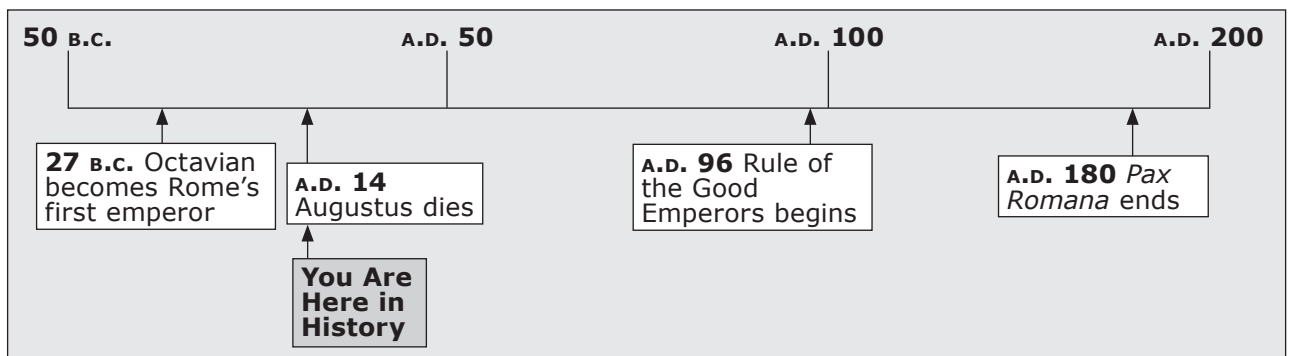 50 B.C. A.D. 50 A.D. 100 A.D. 200
27 B.C. Octavian
becomes Rome's
first emperor
A.D. 14
Augustus dies
You Are
Here in
History
A.D. 96 Rule of
the Good
Emperors begins
A.D. 180 Pax
Romana ends